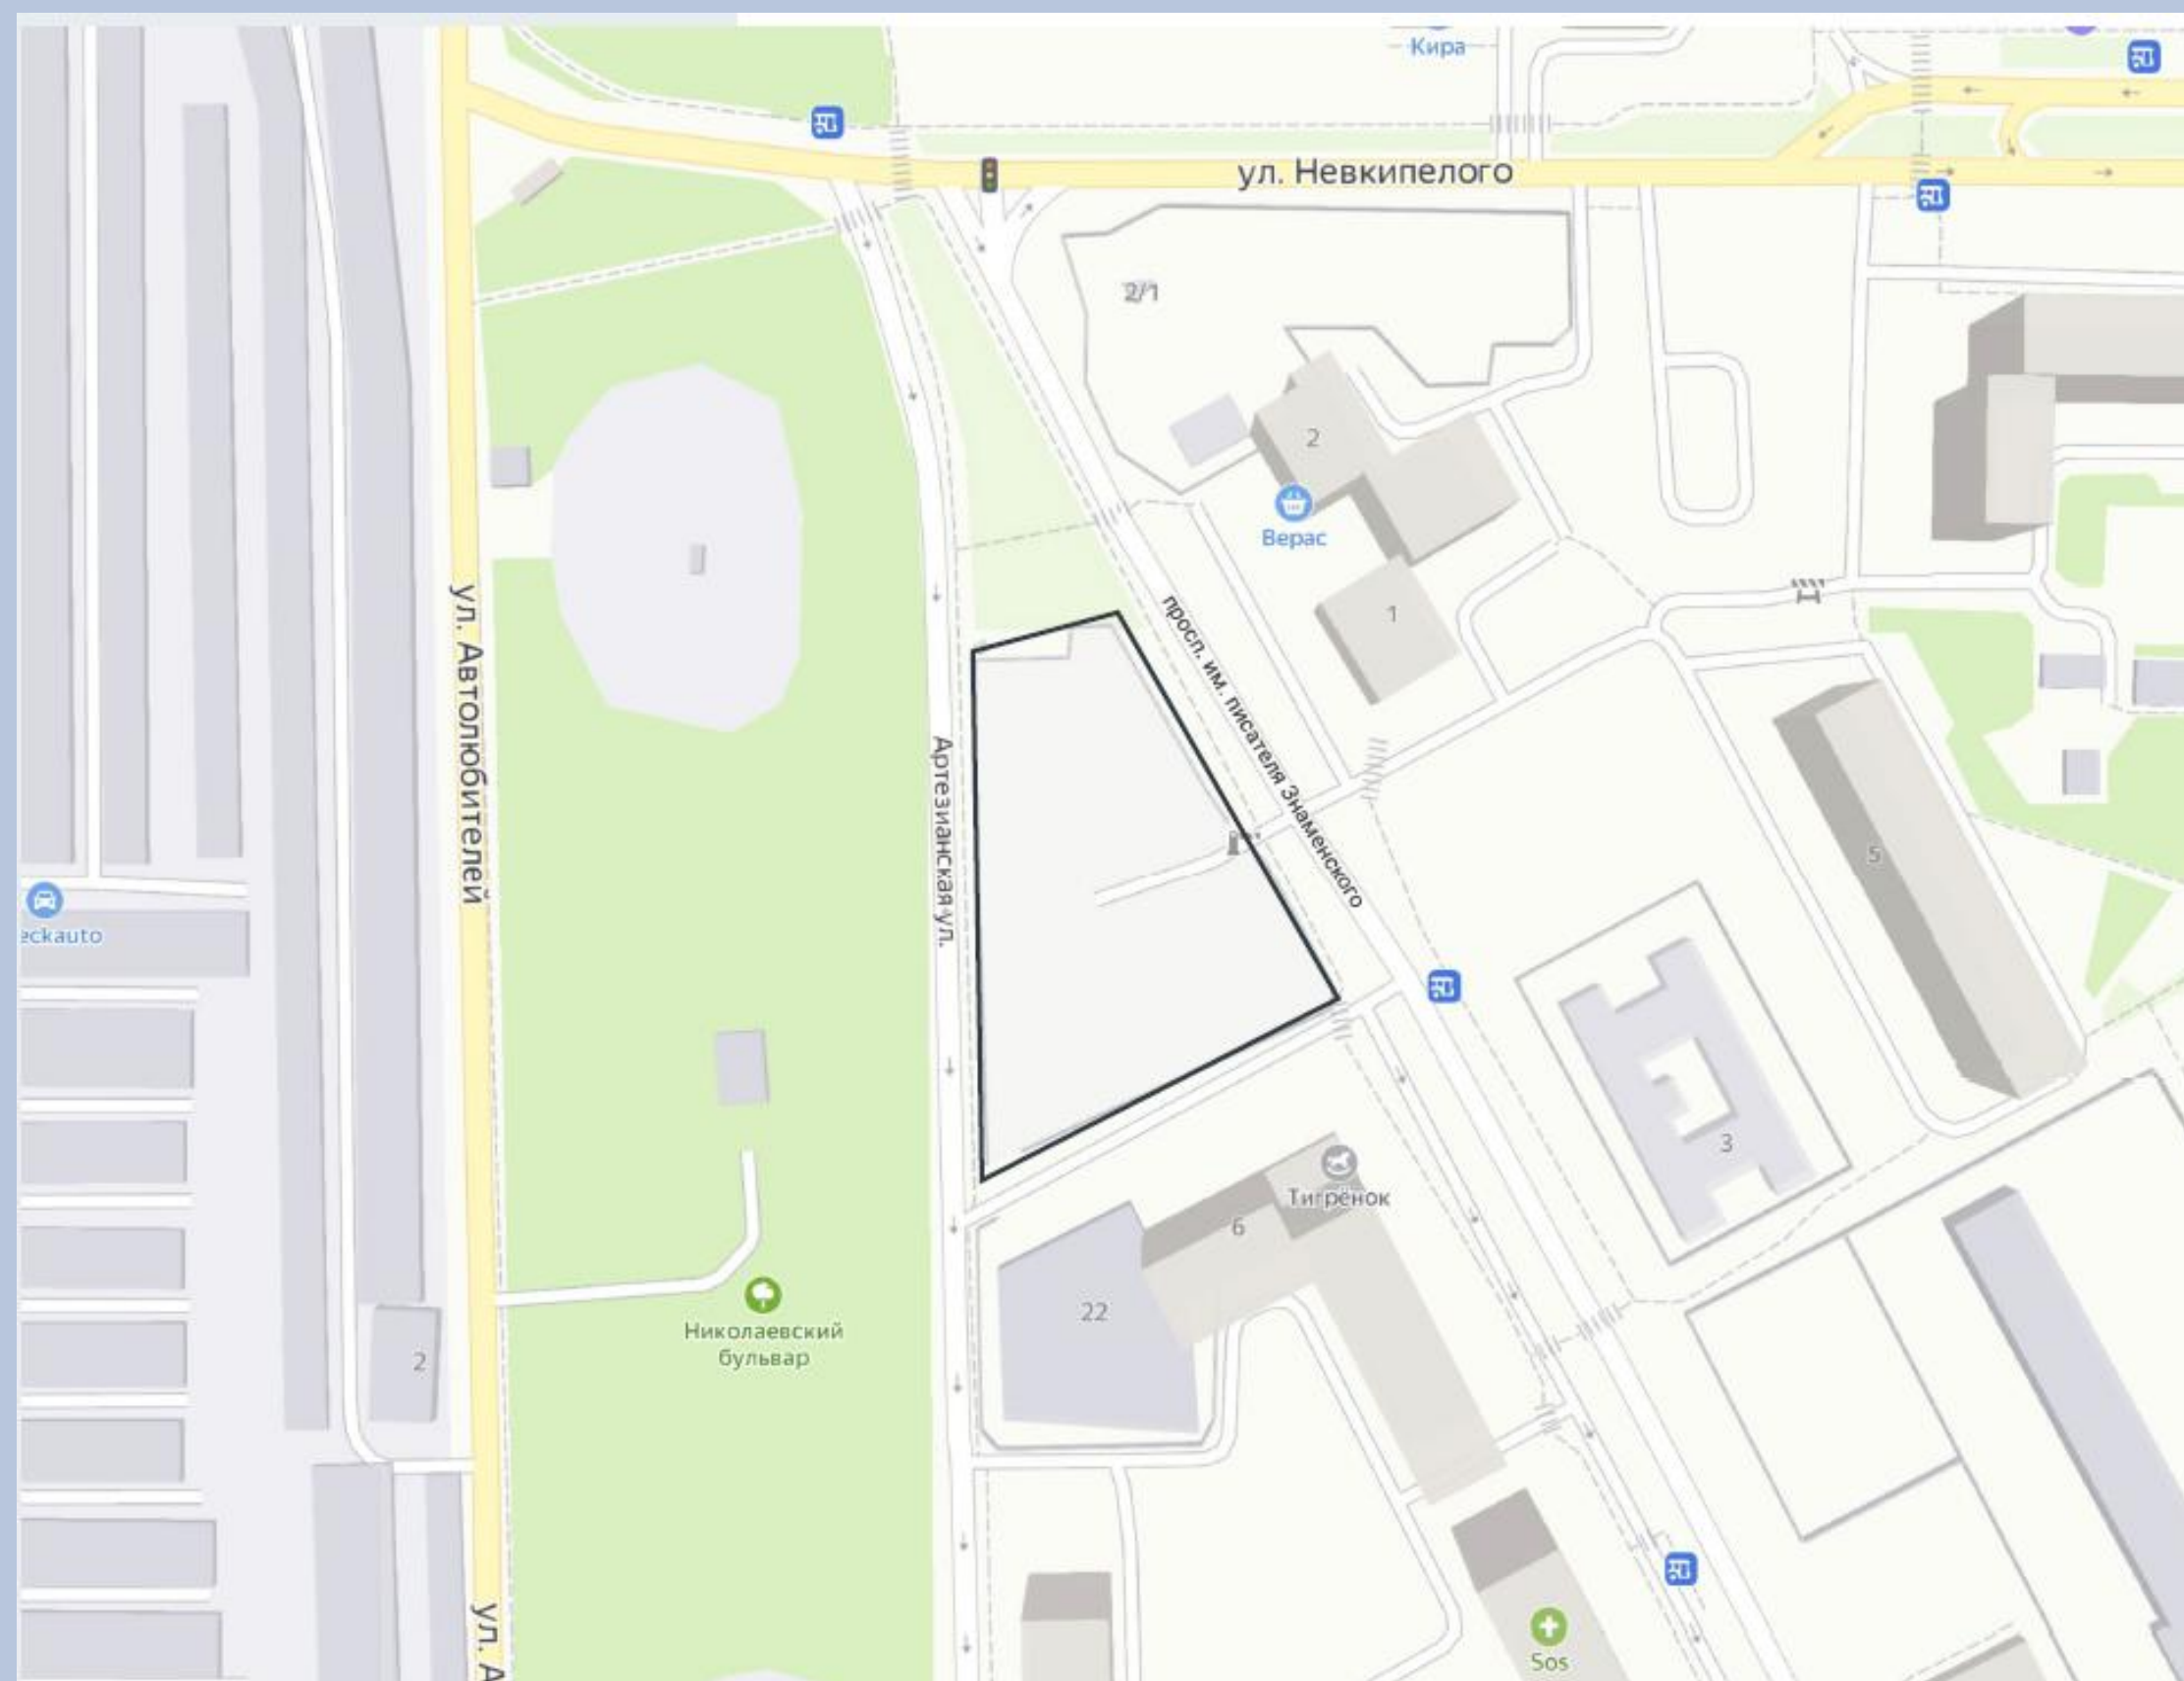 Кира
ул. Невкипелого
2/1
2
Верас
1
просп. им. писателя Знаменского
ул. Автолюбителей
Артезианская ул.
5
eckauto
3
Тигрёнок
6
22
Николаевский
бульвар
2
ул. А
Sos